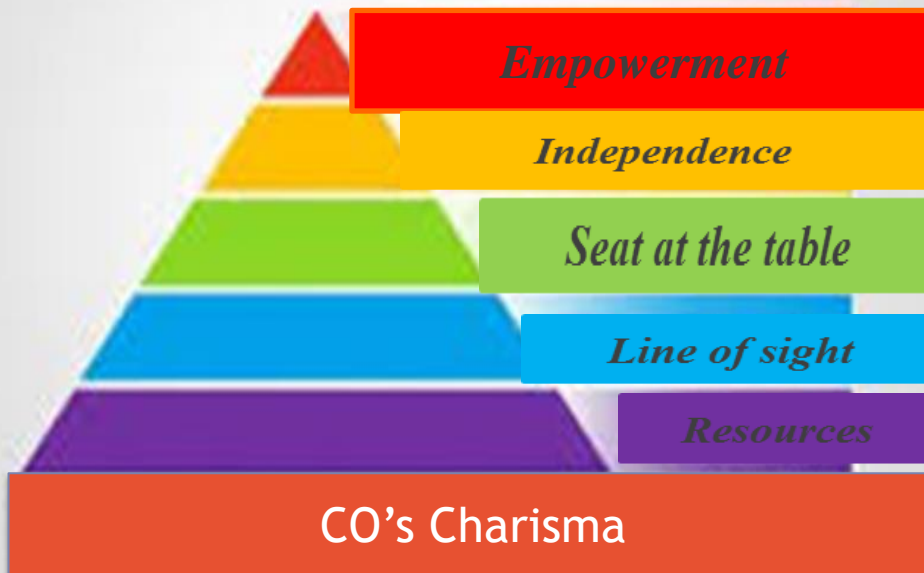 Empowerment
Independence
Seat at the table
Line of sight
Resources
CO’s Charisma